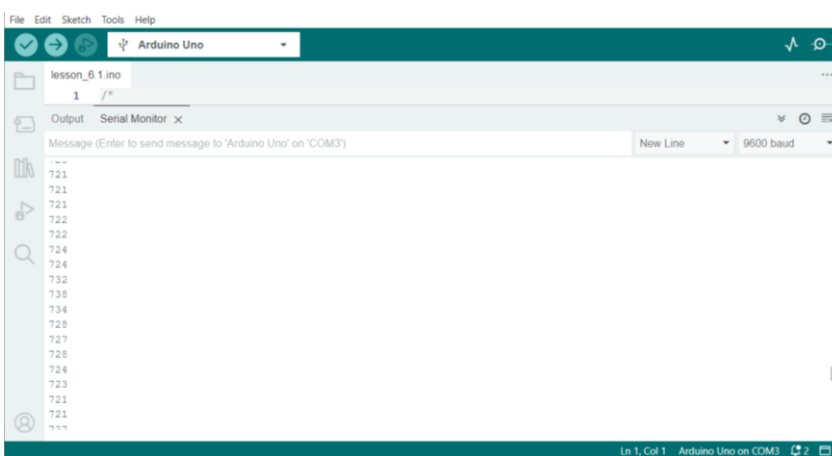 File Edit Sketch Tools Help
Arduino Uno
lesson_6.1.ino
1 /*
Output Serial Monitor
Message (Enter to send message to 'Arduino Uno' on 'COM3')
New Line
9600 baud
721
721
721
722
722
724
724
732
738
734
728
727
728
724
723
721
721
Ln 1, Col 1 Arduino Uno on COM3 2